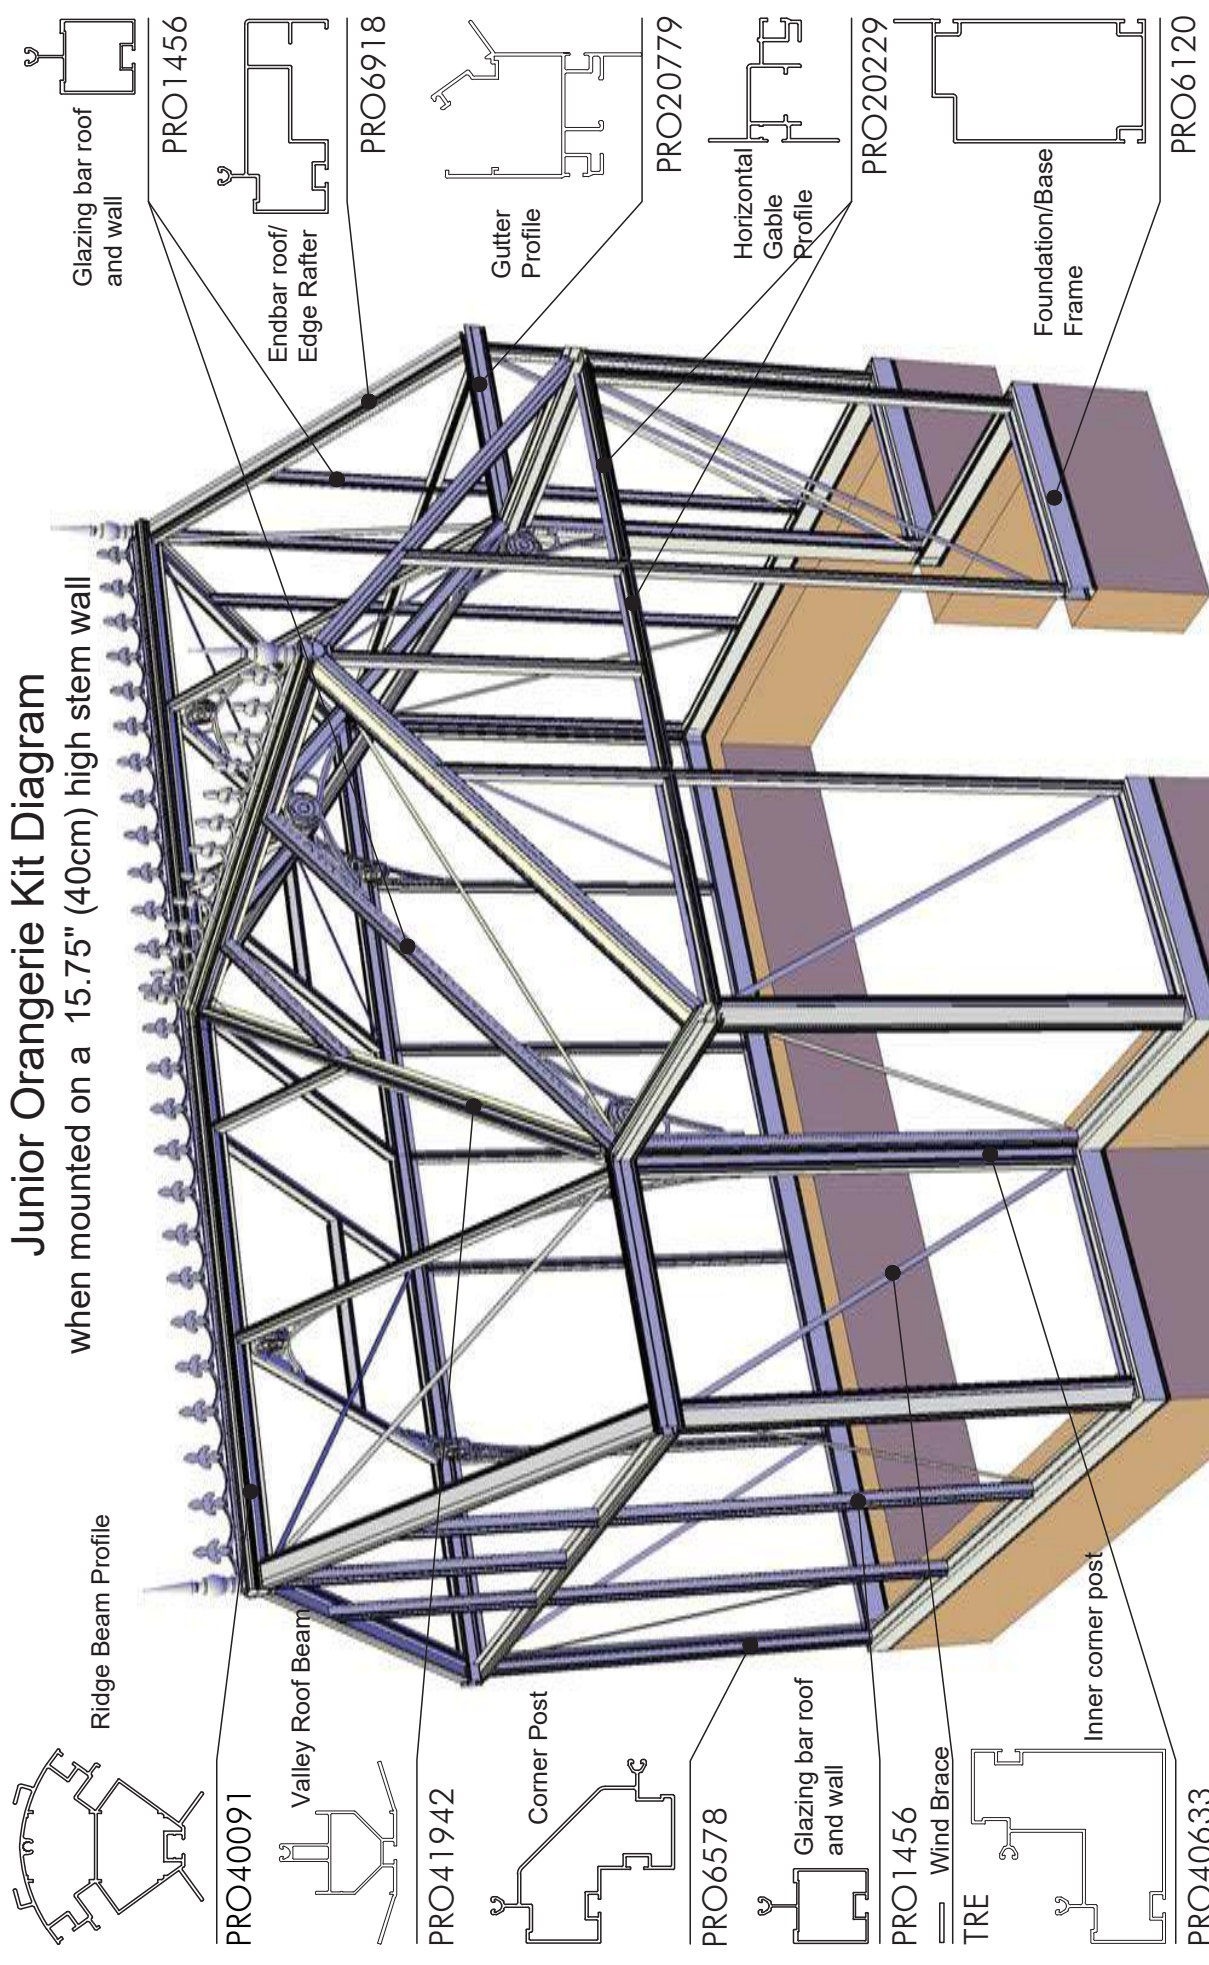 Junior Orangerie Kit Diagram
when mounted on a 15.75" (40cm) high stem wall
Ridge Beam Profile
PRO40091
Valley Roof Beam
PRO41942
Corner Post
PRO6578
Glazing bar roof
and wall
PRO1456
Wind Brace
TRE
Inner corner post
PRO40633
Glazing bar roof
and wall
PRO1456
Endbar roof/
Edge Rafter
PRO6918
Gutter
Profile
PRO20779
Horizontal
Gable
Profile
PRO20229
Foundation/Base
Frame
PRO6120